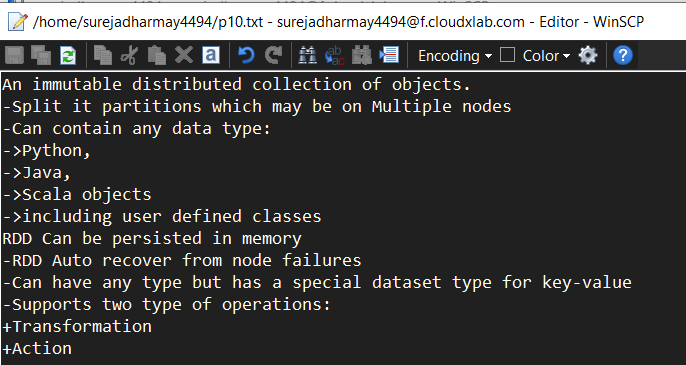 /home/surejadharmay4494/p10.txt - surejadharmay4494@f.cloudxlab.com - Editor - WinSCP
Encoding Color
An immutable distributed collection of objects.
-Split it partitions which may be on Multiple nodes
-Can contain any data type:
->Python,
->Java,
->Scala objects
->including user defined classes
RDD Can be persisted in memory
-RDD Auto recover from node failures
-Can have any type but has a special dataset type for key-value
-Supports two type of operations:
+Transformation
+Action